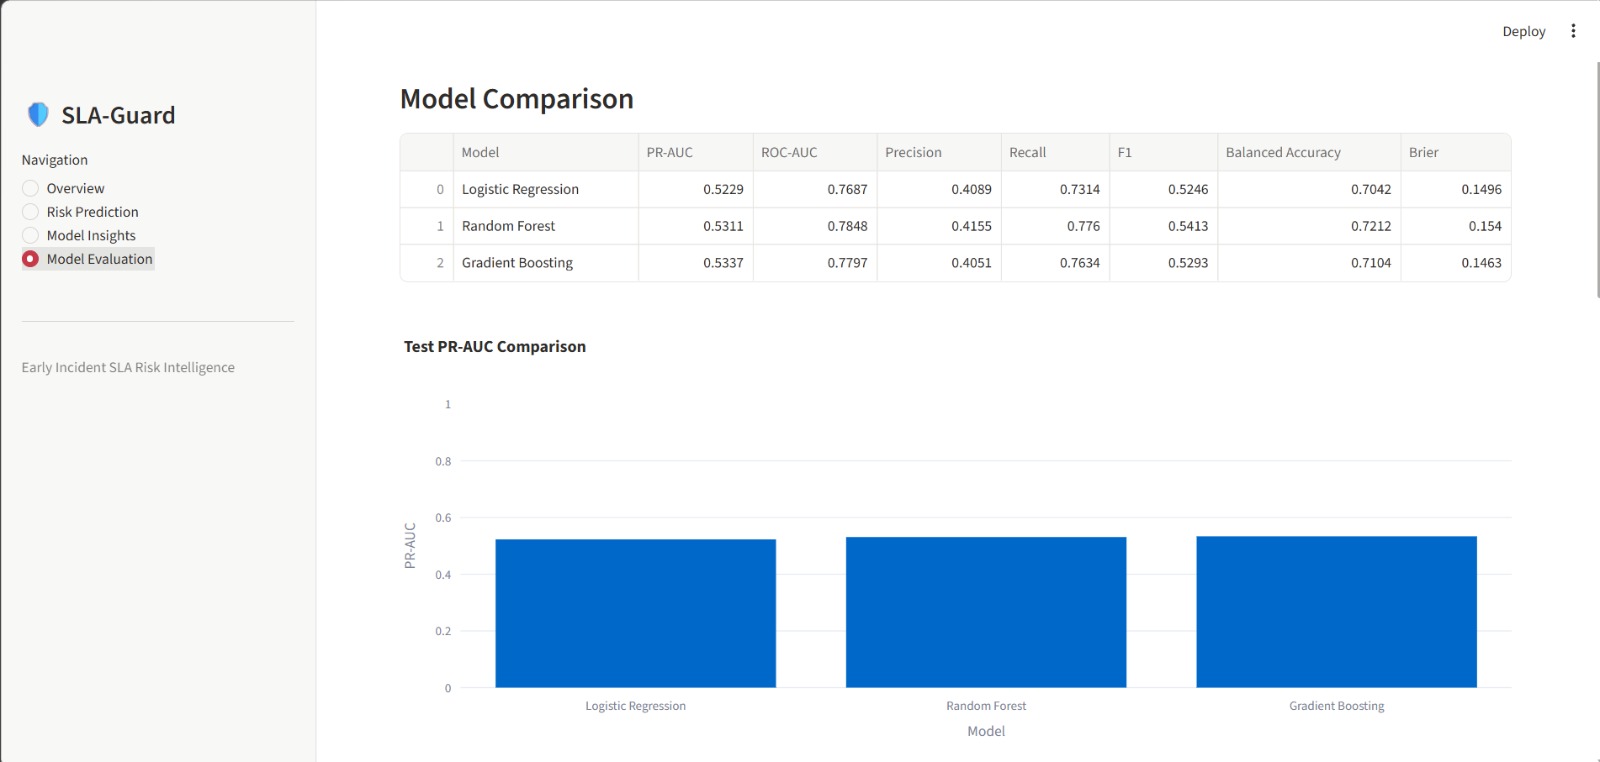 Deploy
SLA-Guard
Navigation
Overview
Risk Prediction
Model Insights
Model Evaluation
Early Incident SLA Risk Intelligence
Model Comparison
Model PR-AUC ROC-AUC Precision Recall F1 Balanced Accuracy Brier
0 Logistic Regression 0.5229 0.7687 0.4089 0.7314 0.5246 0.7042 0.1496
1 Random Forest 0.5311 0.7848 0.4155 0.776 0.5413 0.7212 0.154
2 Gradient Boosting 0.5337 0.7797 0.4051 0.7634 0.5293 0.7104 0.1463
Test PR-AUC Comparison
1
0.8
0.6
0.4
0.2
0
PR-AUC
Logistic Regression Random Forest Gradient Boosting
Model